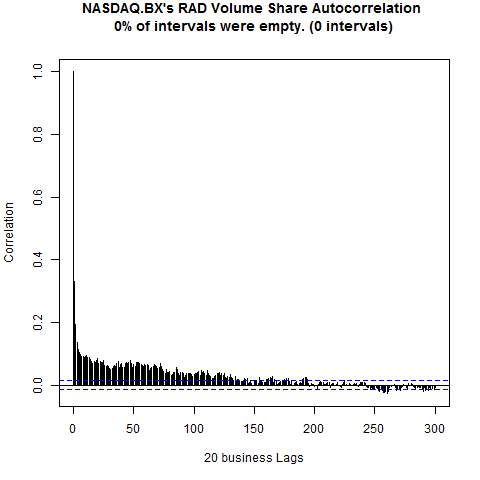 NASDAQ.BX's RAD Volume Share Autocorrelation
0% of intervals were empty. (0 intervals)
Correlation
1.0
0.8
0.6
0.4
0.2
0.0
0 50 100 150 200 250 300
20 business Lags